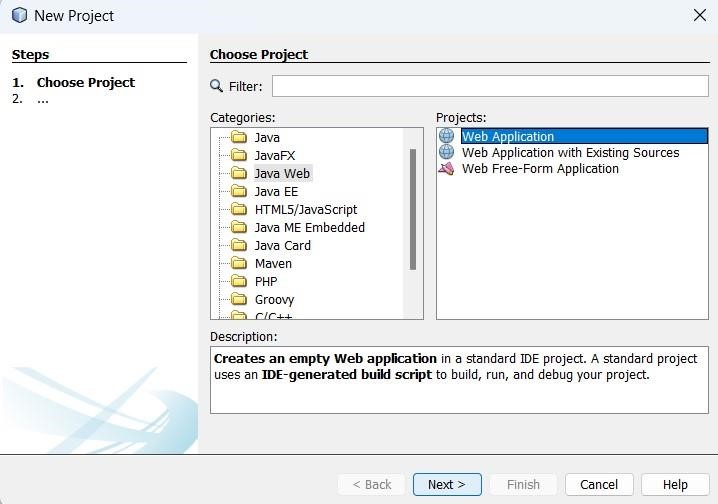 New Project
Steps
1. Choose Project
2. ...
Choose Project
Filter:
Categories:
Java
JavaFX
Java Web
Java EE
HTML5/JavaScript
Java ME Embedded
Java Card
Maven
PHP
Groovy
C/C++
Projects:
Web Application
Web Application with Existing Sources
Web Free-Form Application
Description:
Creates an empty Web application in a standard IDE project. A standard project
uses an IDE-generated build script to build, run, and debug your project.
< Back
Next >
Finish
Cancel
Help